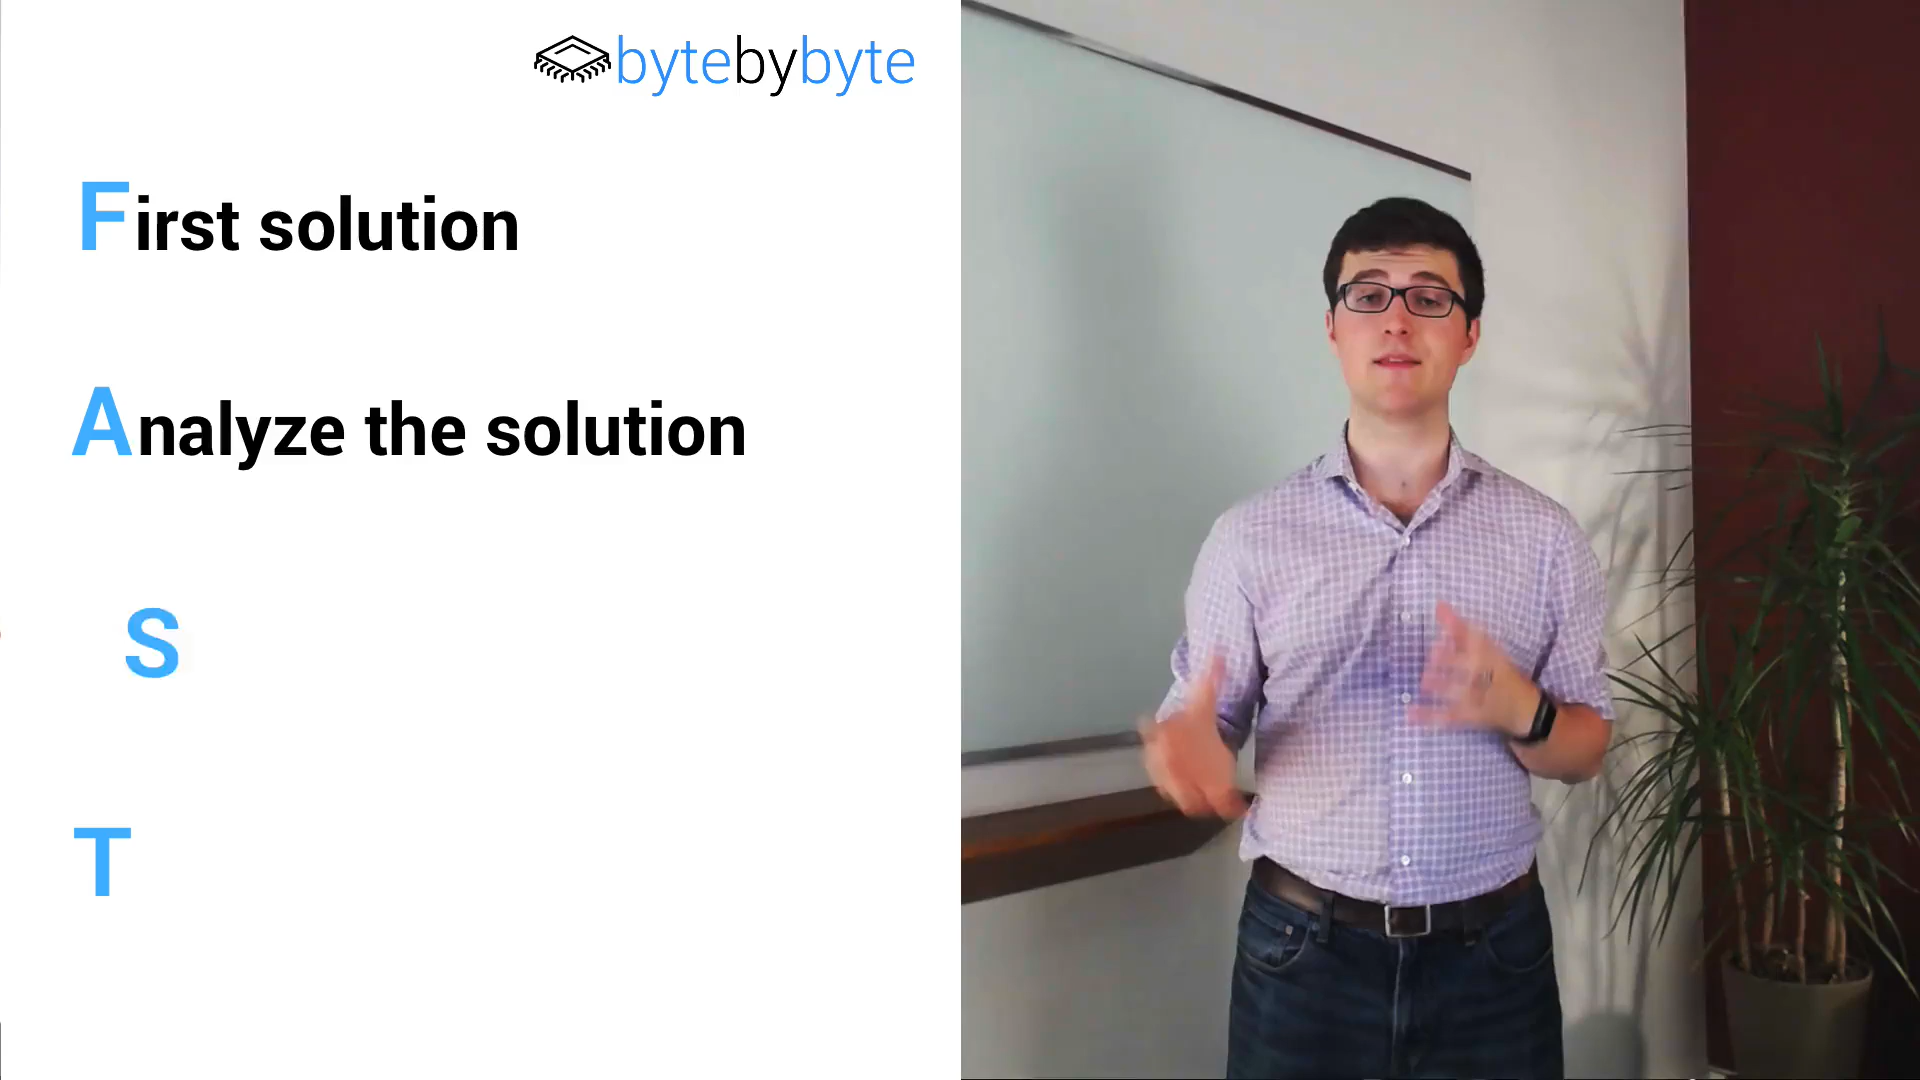 bytebybyte
First solution
Analyze the solution
S
T